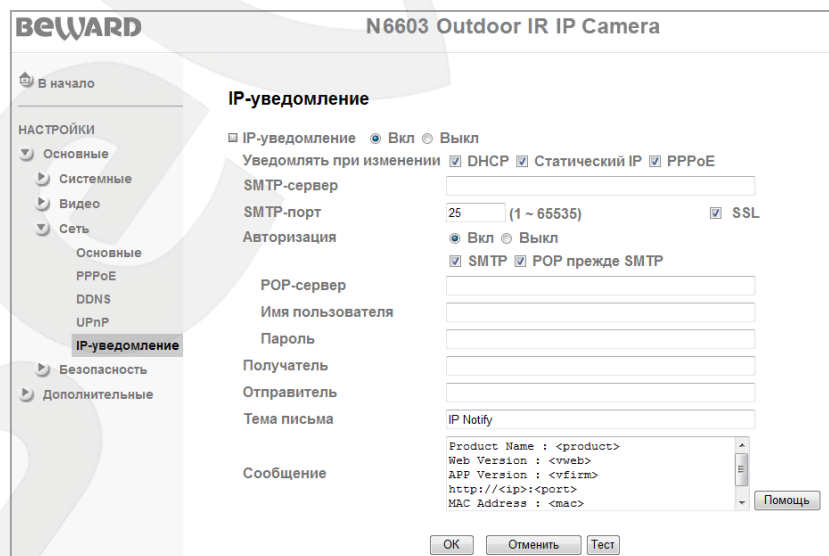 BEWARD
N6603 Outdoor IR IP Camera
В начало
НАСТРОЙКИ
Основные
Системные
Видео
Сеть
Основные
PPPoE
DDNS
UPnP
IP-уведомление
Безопасность
Дополнительные
IP-уведомление
IP-уведомление Вкл Выкл
Уведомлять при изменении DHCP Статический IP PPPoE
SMTP-сервер
SMTP-порт 25 (1 ~ 65535) SSL
Авторизация Вкл Выкл
SMTP POP прежде SMTP
POP-сервер
Имя пользователя
Пароль
Получатель
Отправитель
Тема письма IP Notify
Сообщение
Product Name : <product>
Web Version : <vweb>
APP Version : <vfirm>
http://<ip>:<port>
MAC Address : <mac>
Помощь
OK Отменить Тест